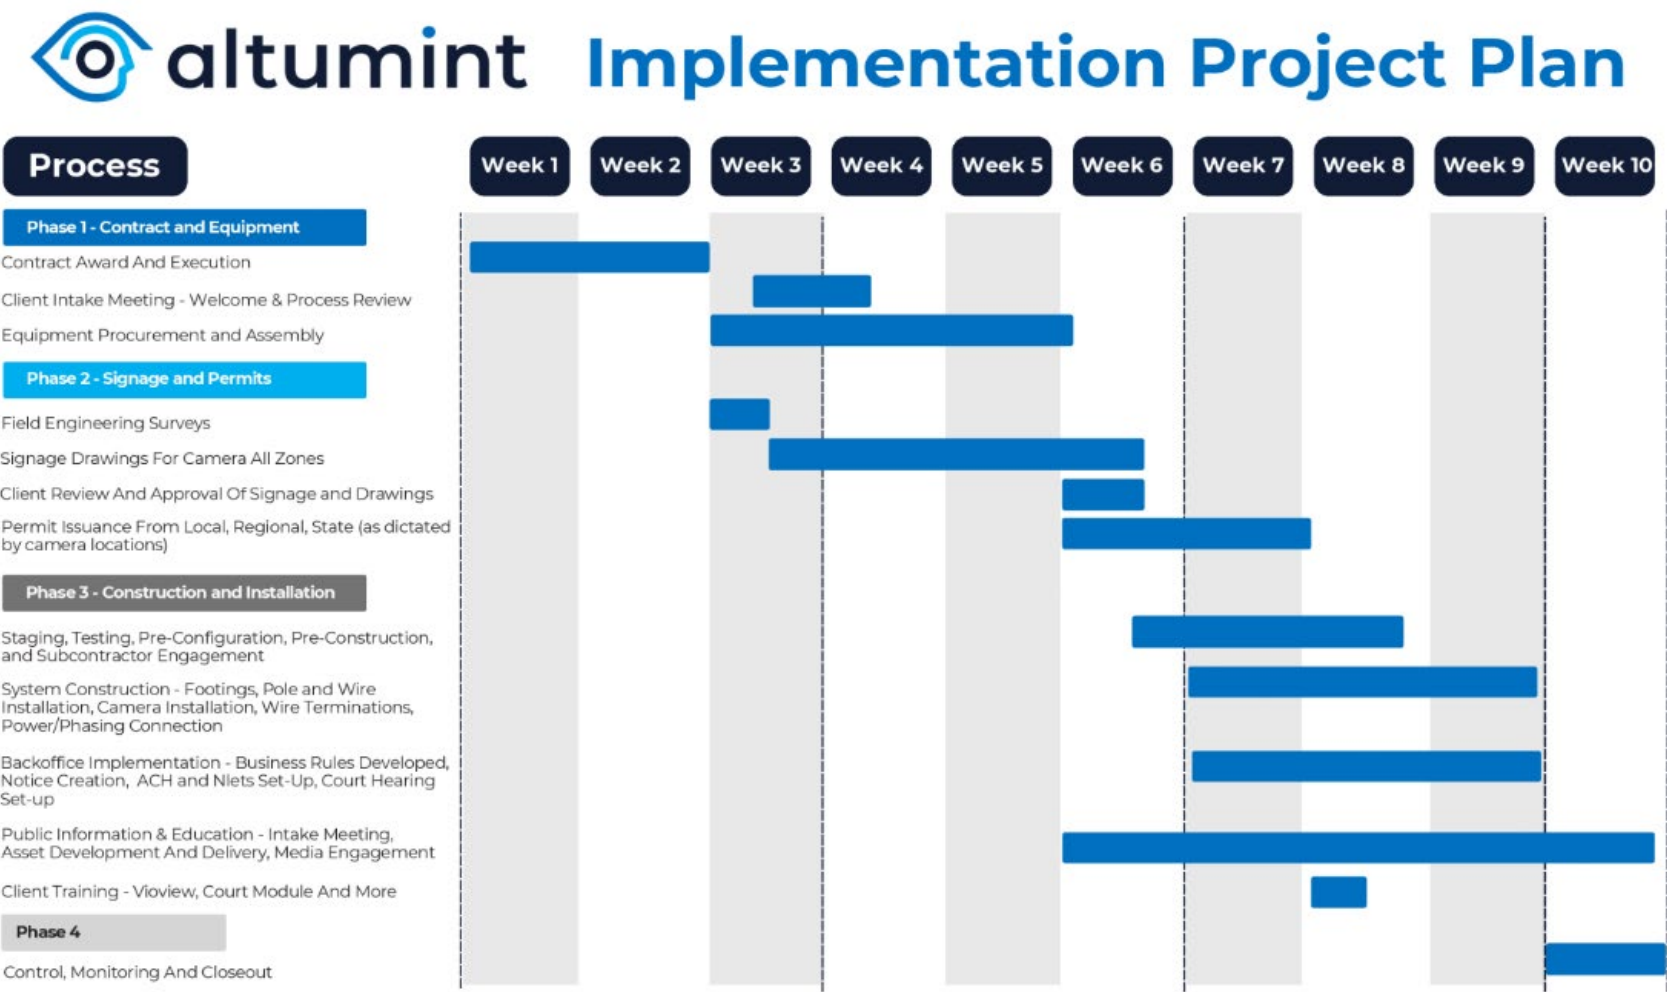 altumint Implementation Project Plan
Process Week 1 Week 2 Week 3 Week 4 Week 5 Week 6 Week 7 Week 8 Week 9 Week 10
Phase 1 - Contract and Equipment
Contract Award And Execution
Client Intake Meeting - Welcome & Process Review
Equipment Procurement and Assembly
Phase 2 - Signage and Permits
Field Engineering Surveys
Signage Drawings For Camera All Zones
Client Review And Approval Of Signage and Drawings
Permit Issuance From Local, Regional, State (as dictated
by camera locations)
Phase 3 - Construction and Installation
Staging, Testing, Pre-Configuration, Pre-Construction,
and Subcontractor Engagement
System Construction - Footings, Pole and Wire
Installation, Camera Installation, Wire Terminations,
Power/Phasing Connection
Backoffice Implementation - Business Rules Developed,
Notice Creation, ACH and Nlets Set-Up, Court Hearing
Set-up
Public Information & Education - Intake Meeting,
Asset Development And Delivery, Media Engagement
Client Training - Vioview, Court Module And More
Phase 4
Control, Monitoring And Closeout